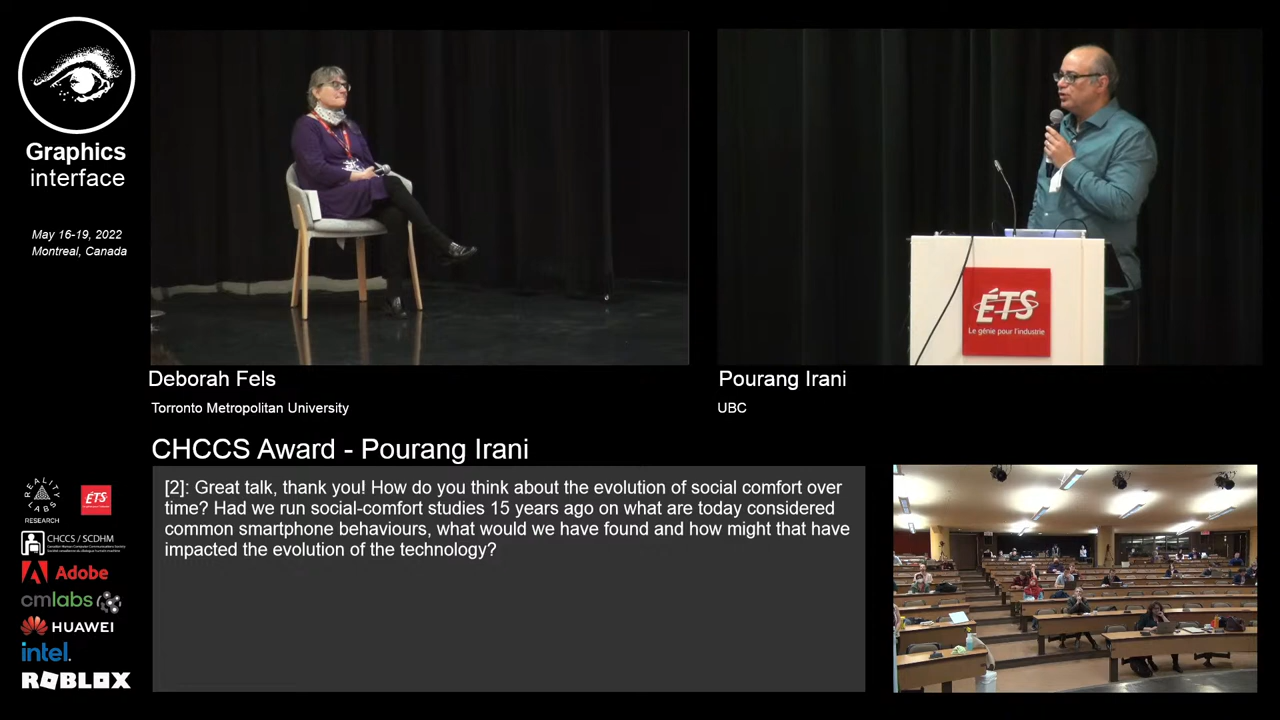 Graphics
interface
May 16-19, 2022
Montreal, Canada
ÉTS
Le génie pour l'industrie
Deborah Fels
Torronto Metropolitan University
Pourang Irani
UBC
CHCCS Award - Pourang Irani
[2]: Great talk, thank you! How do you think about the evolution of social comfort over
time? Had we run social-comfort studies 15 years ago on what are today considered
common smartphone behaviours, what would we have found and how might that have
impacted the evolution of the technology?
REALITY LABS
RESEARCH
ÉTS
CHCCS / SCDHM
Adobe
cmlabs
HUAWEI
intel.
ROBLOX